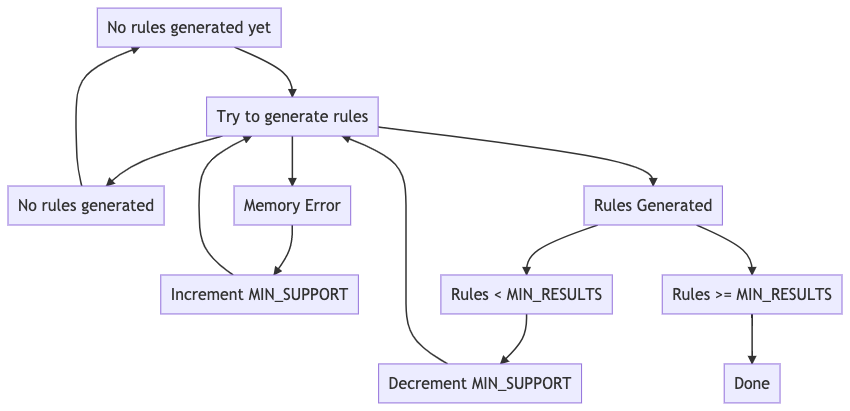 No rules generated yet
Try to generate rules
No rules generated
Memory Error
Rules Generated
Increment MIN_SUPPORT
Rules < MIN_RESULTS
Rules >= MIN_RESULTS
Decrement MIN_SUPPORT
Done